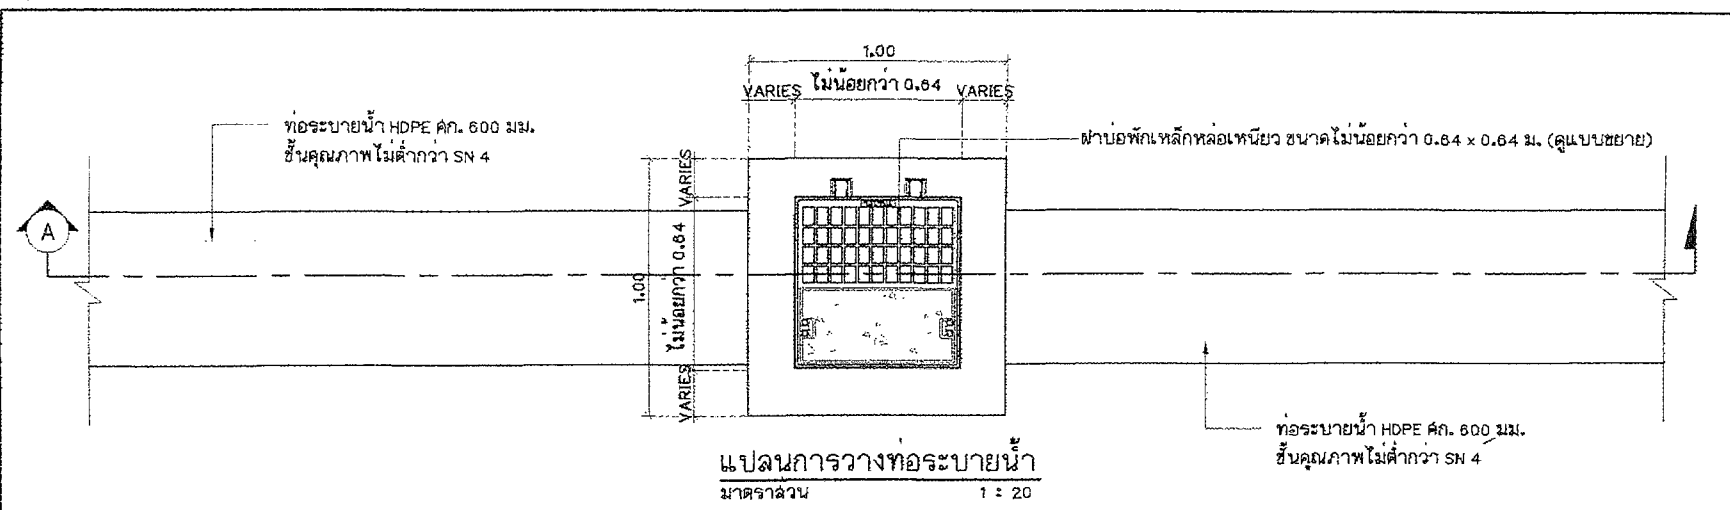 1.00
VARIES ไม่น้อยกว่า 0.64 VARIES
ท่อระบายน้ำ HDPE ศก. 600 มม.
ชั้นคุณภาพไม่ต่ำกว่า SN 4
ฝาบ่อพักเหล็กหล่อเหนียว ขนาดไม่น้อยกว่า 0.64 x 0.64 ม. (ดูแบบขยาย)
A
VARIES
ไม่น้อยกว่า 0.64
1.00
VARIES
ท่อระบายน้ำ HDPE ศก. 600 มม.
ชั้นคุณภาพไม่ต่ำกว่า SN 4
แปลนการวางท่อระบายน้ำ
มาตราส่วน 1 : 20